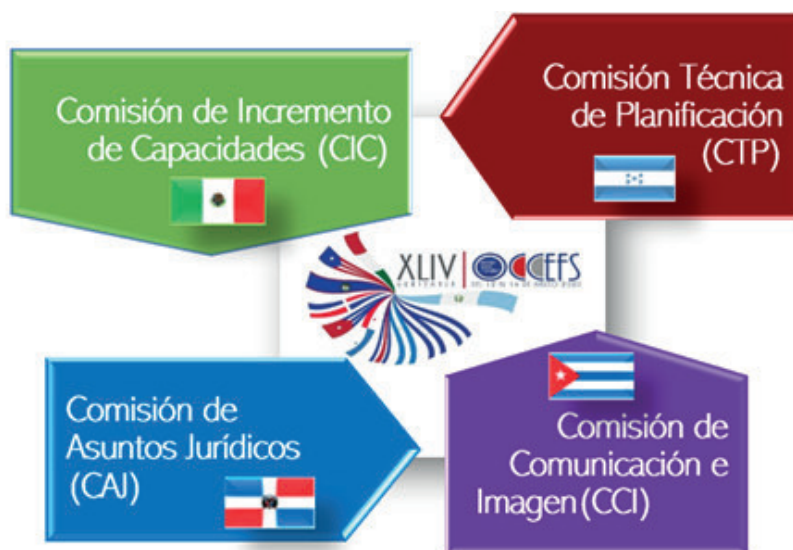 Comisión de Incremento
de Capacidades (CIC)
Comisión Técnica
de Planificación
(CTP)
XLIV
OCCEFS
Comisión de
Asuntos Jurídicos
(CAJ)
Comisión de
Comunicación e
Imagen (CCI)